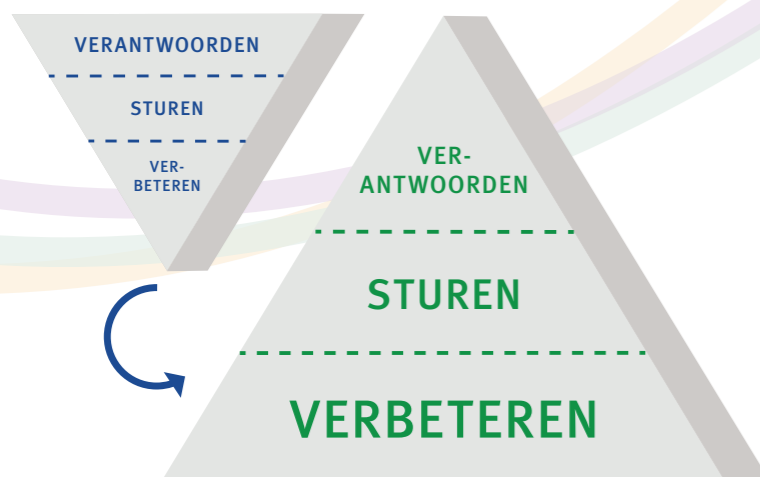 VERANTWOORDEN
STUREN
VER-
BETEREN
VER-
ANTWOORDEN
STUREN
VERBETEREN